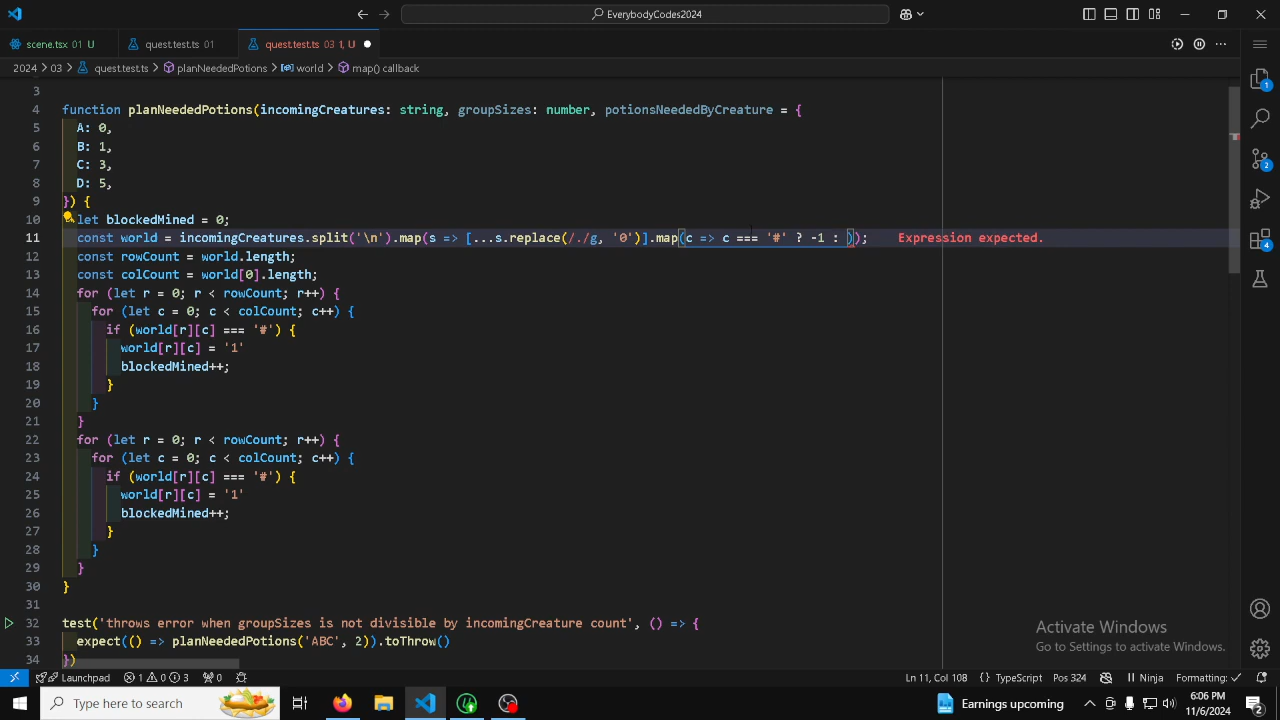 EverybodyCodes2024
scene.tsx 01 U
quest.test.ts 01
quest.test.ts 03 1, U
2024 > 03 > quest.test.ts > planNeededPotions > world > map() callback
3
4 function planNeededPotions(incomingCreatures: string, groupSizes: number, potionsNeededByCreature = {
5 A: 0,
6 B: 1,
7 C: 3,
8 D: 5,
9 }) {
10 let blockedMined = 0;
11 const world = incomingCreatures.split('\n').map(s => [...s.replace(/./g, '0')].map(c => c === '#' ? -1 : )); Expression expected.
12 const rowCount = world.length;
13 const colCount = world[0].length;
14 for (let r = 0; r < rowCount; r++) {
15 for (let c = 0; c < colCount; c++) {
16 if (world[r][c] === '#') {
17 world[r][c] = '1'
18 blockedMined++;
19 }
20 }
21 }
22 for (let r = 0; r < rowCount; r++) {
23 for (let c = 0; c < colCount; c++) {
24 if (world[r][c] === '#') {
25 world[r][c] = '1'
26 blockedMined++;
27 }
28 }
29 }
30 }
31
32 test('throws error when groupSizes is not divisible by incomingCreature count', () => {
33 expect(() => planNeededPotions('ABC', 2)).toThrow()
34 })
1
2
2
Activate Windows
Go to Settings to activate Windows.
Launchpad 1 0 3 0 Ln 11, Col 108 {} TypeScript Pos 324 Ninja Formatting:
Type here to search
Earnings upcoming
6:06 PM
11/6/2024
2